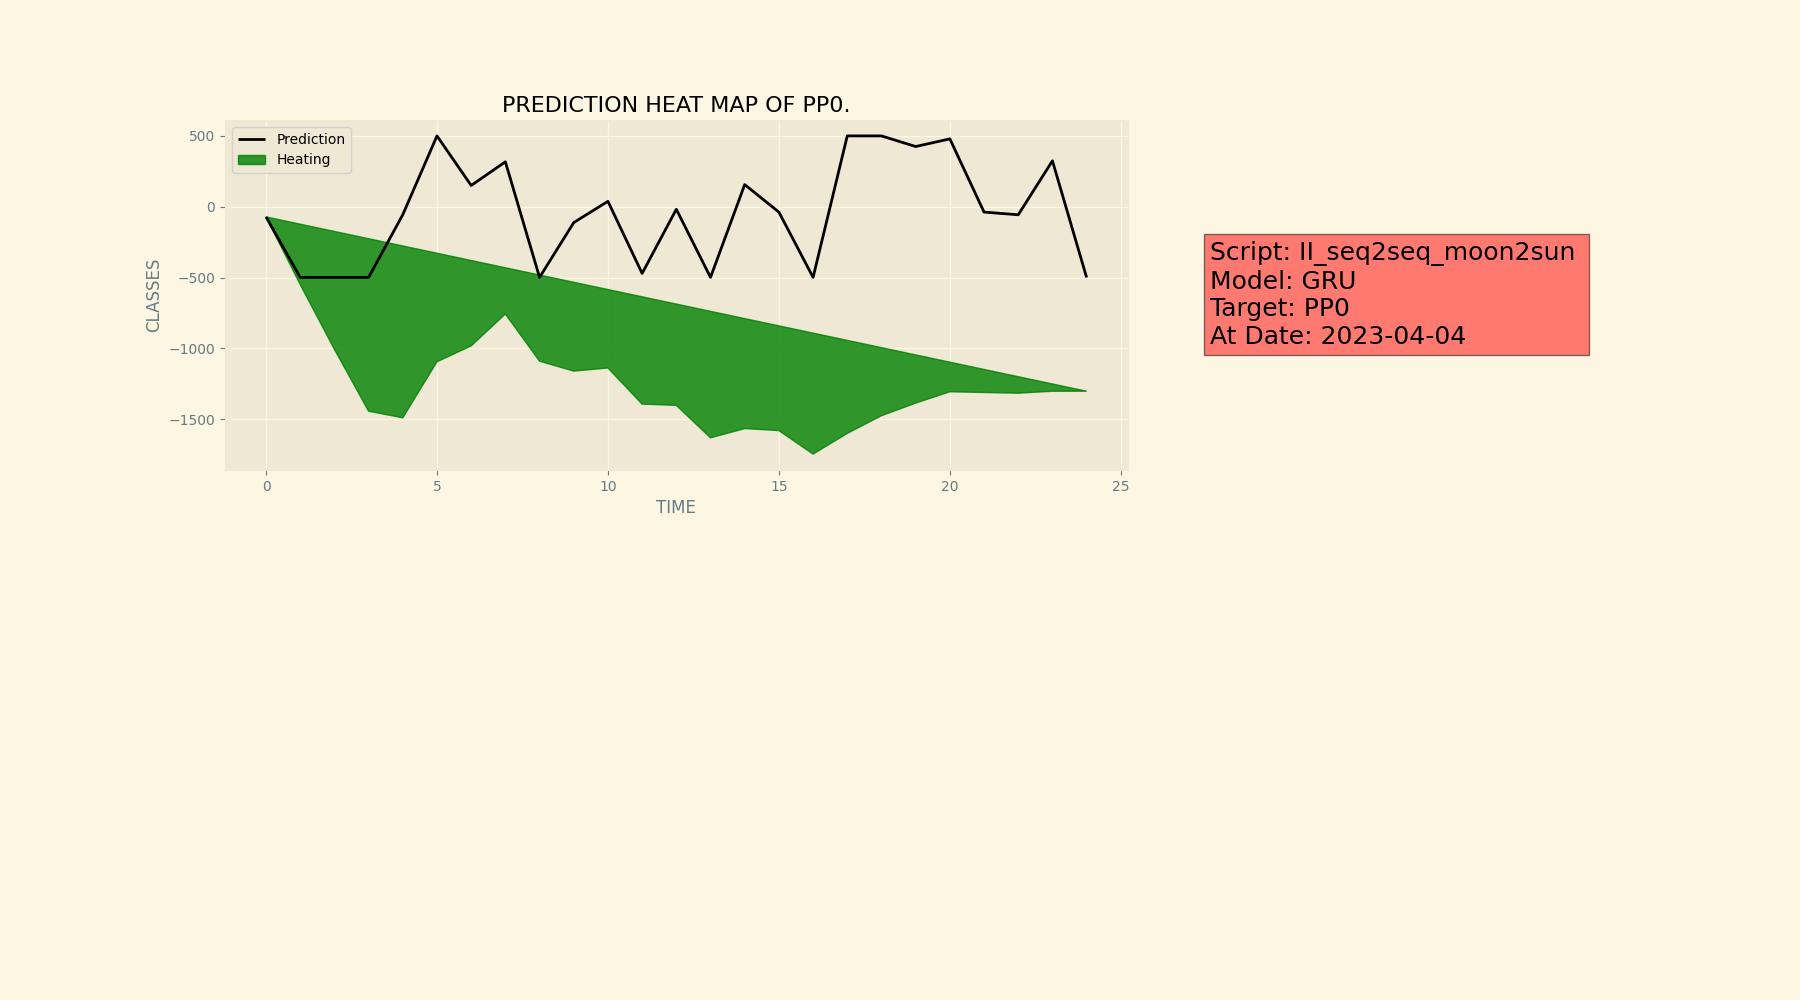 PREDICTION HEAT MAP OF PP0.
Prediction
Heating
500
0
−500
−1000
−1500
CLASSES
0 5 10 15 20 25
TIME
Script: II_seq2seq_moon2sun
Model: GRU
Target: PP0
At Date: 2023-04-04